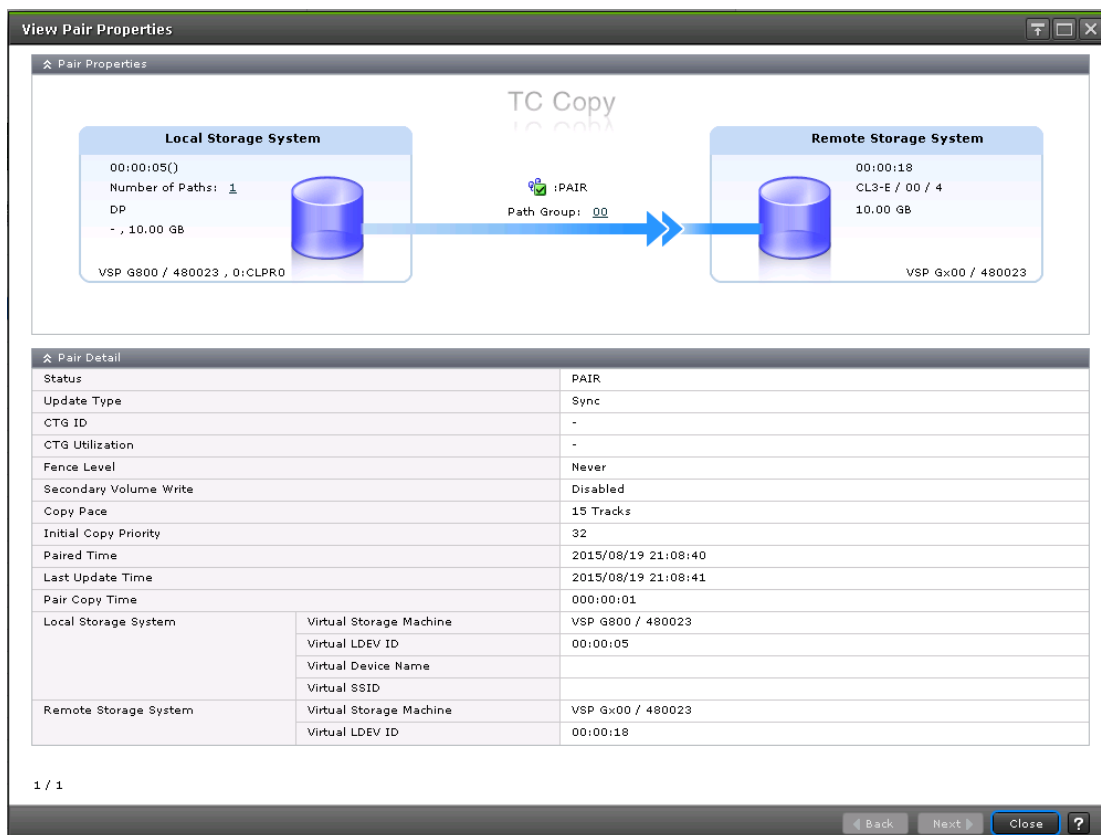 View Pair Properties
Pair Properties
TC Copy
Local Storage System
00:00:05()
Number of Paths: 1
DP
- , 10.00 GB
VSP G800 / 480023 , 0:CLPR0
:PAIR
Path Group: 00
Remote Storage System
00:00:18
CL3-E / 00 / 4
10.00 GB
VSP Gx00 / 480023
Pair Detail
Status PAIR
Update Type Sync
CTG ID -
CTG Utilization -
Fence Level Never
Secondary Volume Write Disabled
Copy Pace 15 Tracks
Initial Copy Priority 32
Paired Time 2015/08/19 21:08:40
Last Update Time 2015/08/19 21:08:41
Pair Copy Time 000:00:01
Local Storage System Virtual Storage Machine VSP G800 / 480023
Virtual LDEV ID 00:00:05
Virtual Device Name
Virtual SSID
Remote Storage System Virtual Storage Machine VSP Gx00 / 480023
Virtual LDEV ID 00:00:18
1 / 1
Back Next Close ?